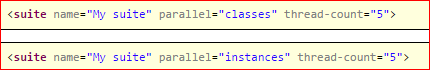 <suite name="My suite" parallel="classes" thread-count="5">
<suite name="My suite" parallel="instances" thread-count="5">